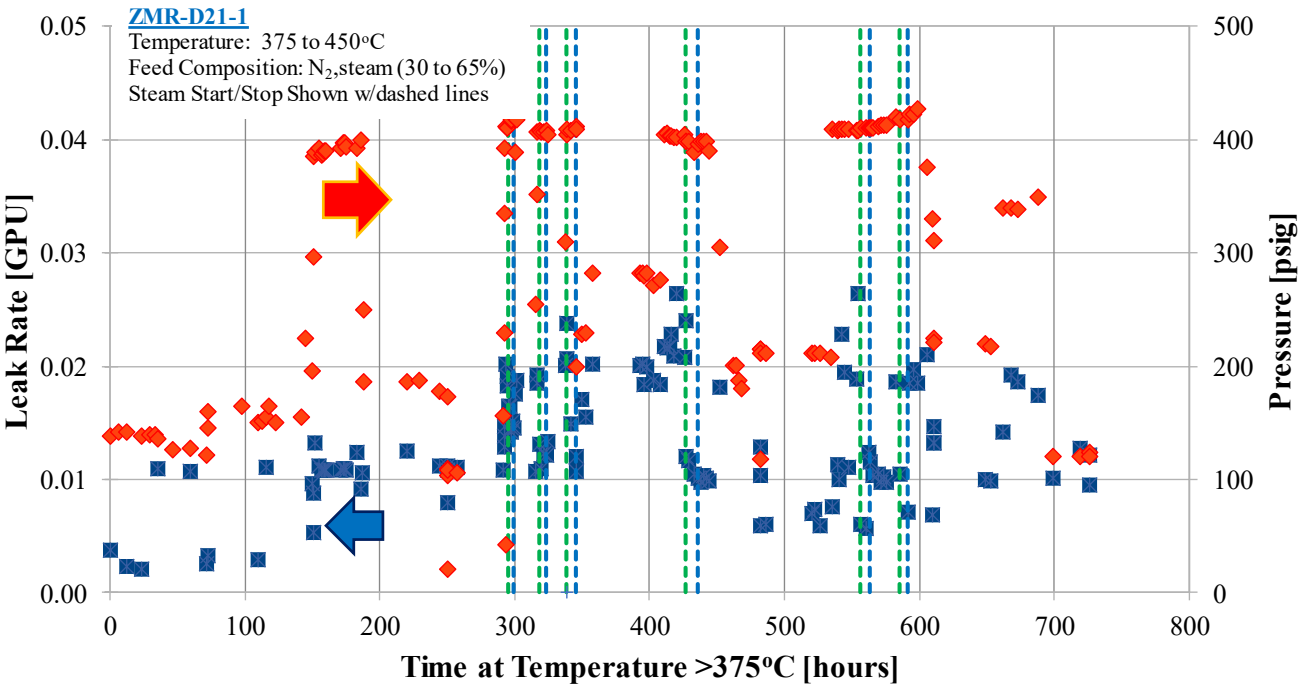 ZMR-D21-1
Temperature: 375 to 450°C
Feed Composition: N₂,steam (30 to 65%)
Steam Start/Stop Shown w/dashed lines
0.05
0.04
0.03
0.02
0.01
0.00
Leak Rate [GPU]
500
400
300
200
100
0
Pressure [psig]
0 100 200 300 400 500 600 700 800
Time at Temperature >375°C [hours]